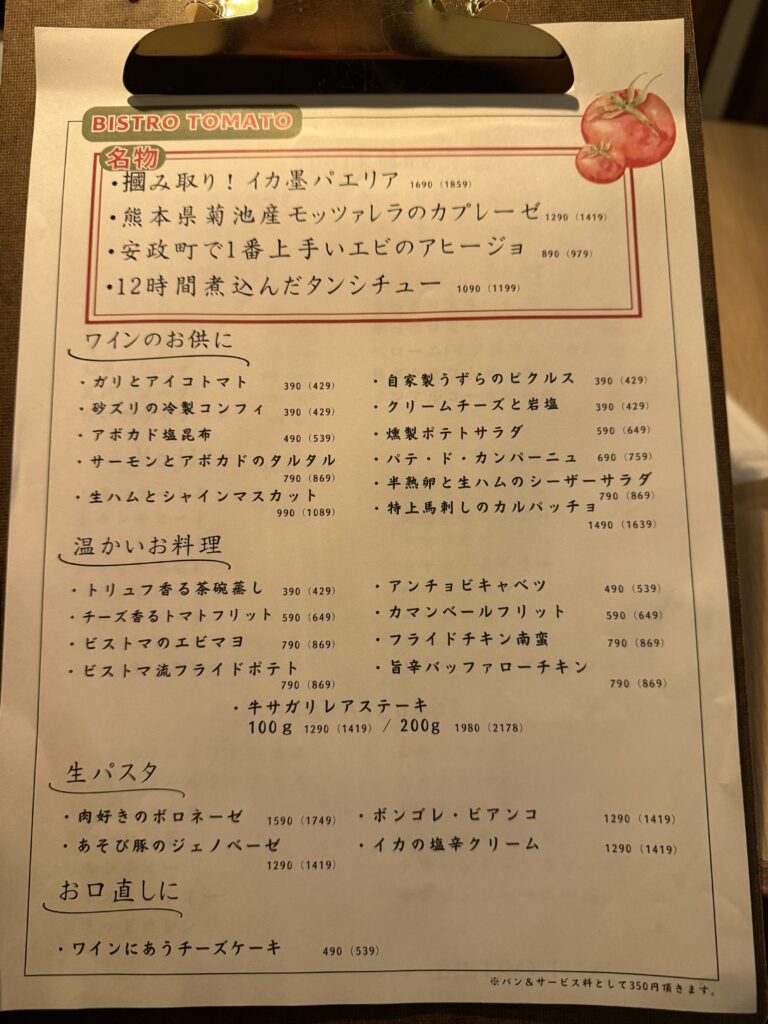 BISTRO TOMATO
名物
・摑み取り！イカ墨パエリア 1690（1859）
・熊本県菊池産モッツァレラのカプレーゼ 1290（1419）
・安政町で1番上手いエビのアヒージョ 890（979）
・12時間煮込んだタンシチュー 1090（1199）
ワインのお供に
・ガリとアイコトマト 390（429）
・砂ズリの冷製コンフィ 390（429）
・アボカド塩昆布 490（539）
・サーモンとアボカドのタルタル
790（869）
・生ハムとシャインマスカット
990（1089）
・自家製うずらのピクルス 390（429）
・クリームチーズと岩塩 390（429）
・燻製ポテトサラダ 590（649）
・パテ・ド・カンパーニュ 690（759）
・半熟卵と生ハムのシーザーサラダ
790（869）
・特上馬刺しのカルパッチョ
1490（1639）
温かいお料理
・トリュフ香る茶碗蒸し 390（429）
・チーズ香るトマトフリット 590（649）
・ビストマのエビマヨ 790（869）
・ビストマ流フライドポテト
790（869）
・アンチョビキャベツ 490（539）
・カマンベールフリット 590（649）
・フライドチキン南蛮 790（869）
・旨辛バッファローチキン
790（869）
・牛サガリレアステーキ
100ｇ 1290（1419）/ 200g 1980（2178）
生パスタ
・肉好きのボロネーゼ 1590（1749）
・あそび豚のジェノベーゼ
1290（1419）
・ボンゴレ・ビアンコ 1290（1419）
・イカの塩辛クリーム 1290（1419）
お口直しに
・ワインにあうチーズケーキ 490（539）
※パン＆サービス料として350円頂きます。